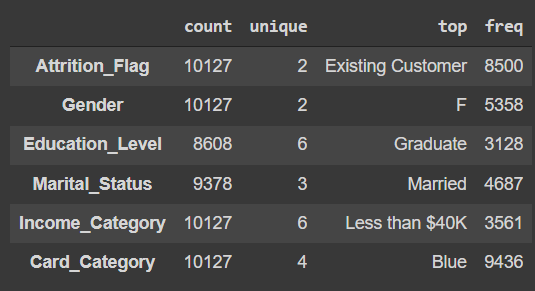 count unique top freq
Attrition_Flag 10127 2 Existing Customer 8500
Gender 10127 2 F 5358
Education_Level 8608 6 Graduate 3128
Marital_Status 9378 3 Married 4687
Income_Category 10127 6 Less than $40K 3561
Card_Category 10127 4 Blue 9436